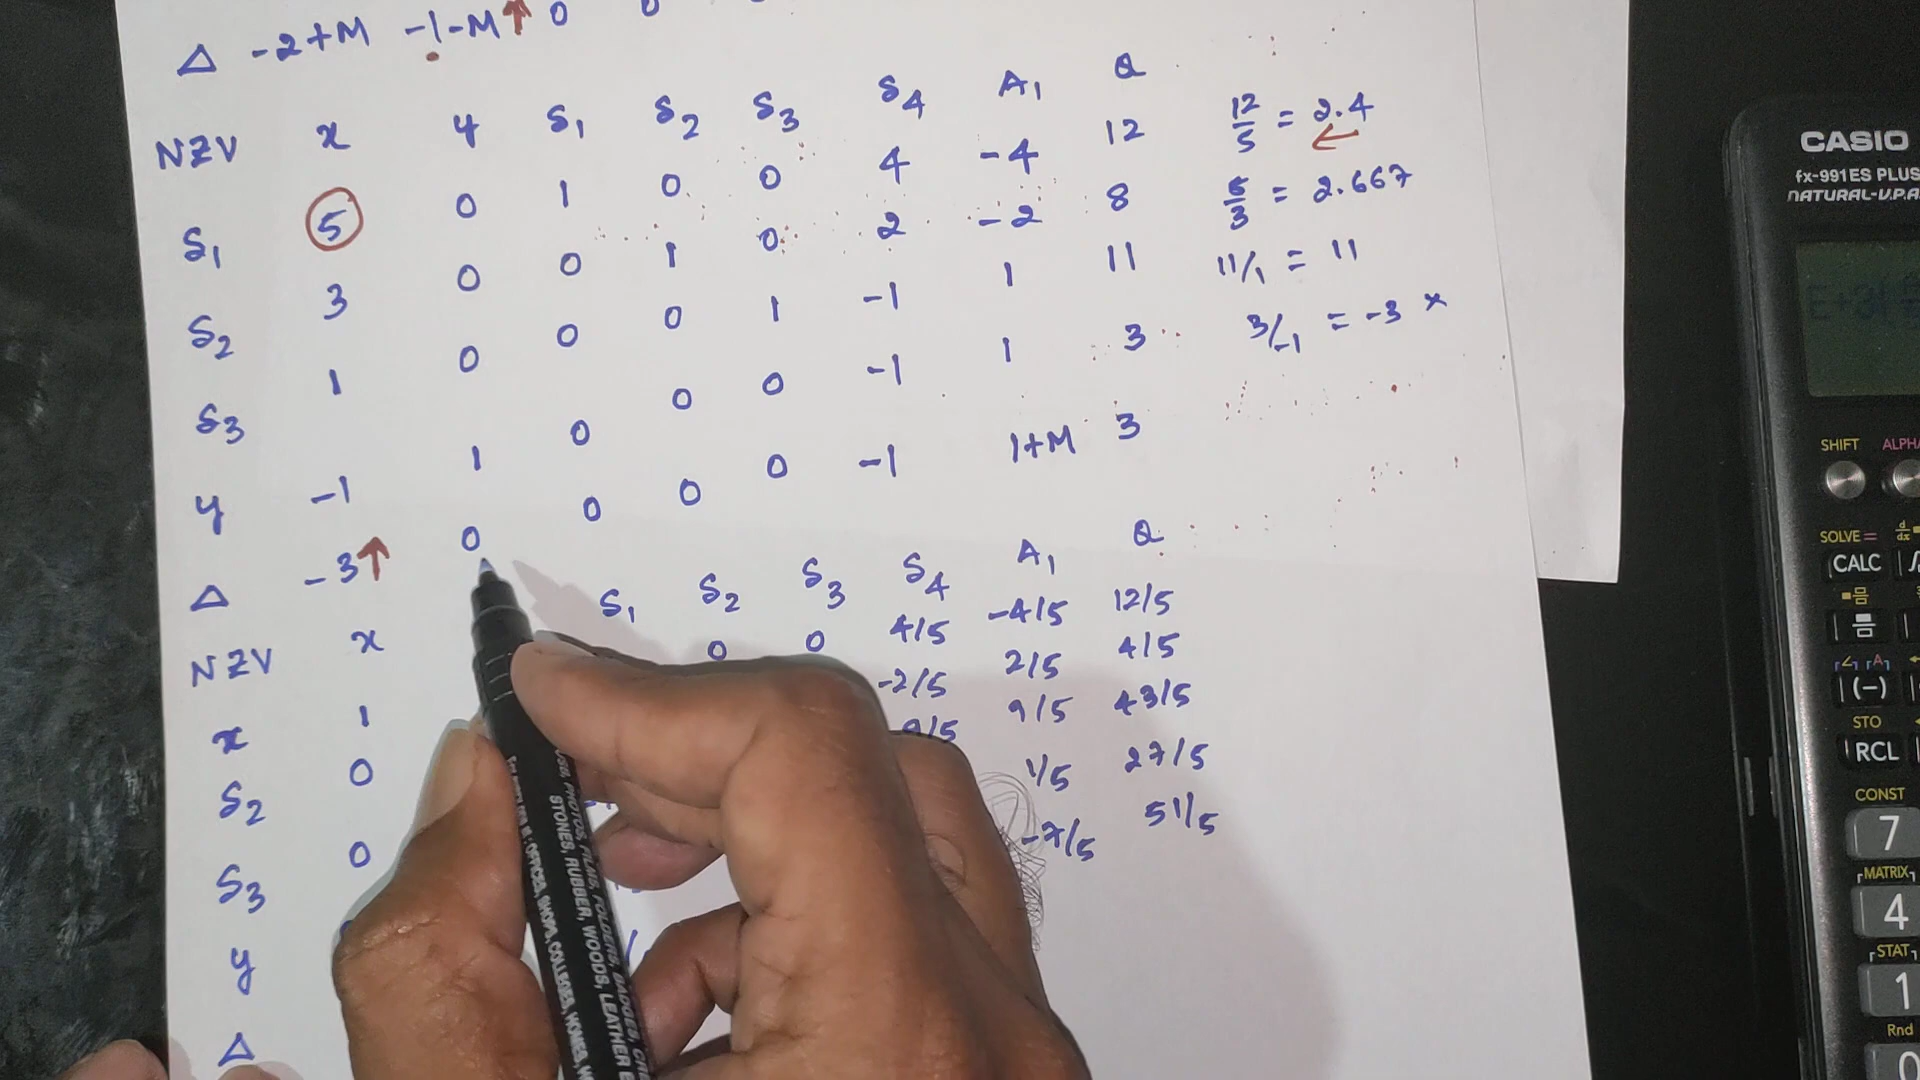 Δ -2+M -1-M↑ 0 0
NZV x y S1 S2 S3 S4 A1 Q
S1 5 0 1 0 0 4 -4 12 12/5 = 2.4
S2 3 0 0 1 0 2 -2 8 8/3 = 2.667
S3 1 0 0 0 1 -1 1 11 11/1 = 11
y -1 1 0 0 0 -1 1 3 3/-1 = -3 ×
Δ -3↑ 0 0 0 0 -1 1+M 3
NZV x S1 S2 S3 S4 A1 Q
x 1 0 0 4/5 -4/5 12/5
S2 0 -2/5 2/5 4/5
S3 0 9/5 43/5
y 1/5 27/5
Δ -7/5 51/5
CASIO
fx-991ES PLUS
NATURAL-V.P.A.
SHIFT ALPHA
SOLVE =
CALC
(-)
STO
RCL
CONST
7
MATRIX
4
STAT
1
Rnd
0